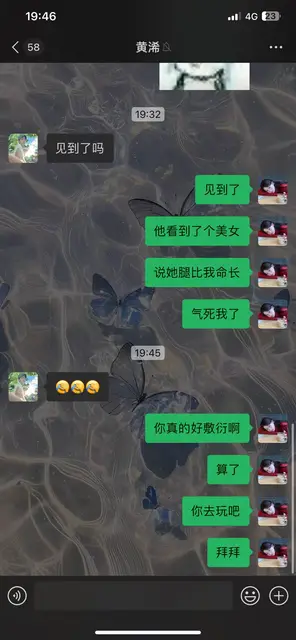 19:46
4G
23
58
黄浠
19:32
见到了吗
见到了
他看到了个美女
说她腿比我命长
气死我了
19:45
你真的好敷衍啊
算了
你去玩吧
拜拜